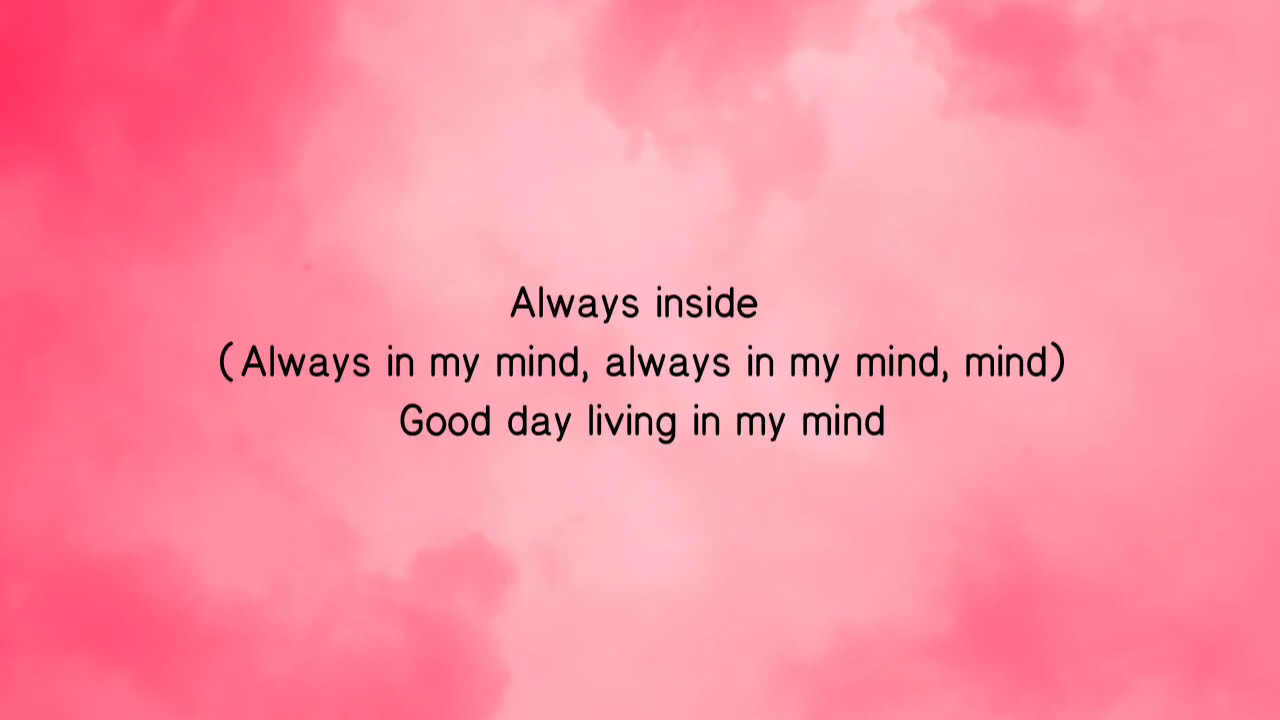 Always inside
(Always in my mind, always in my mind, mind)
Good day living in my mind